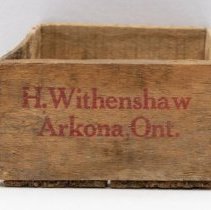 H. Withenshaw
Arkona, Ont.